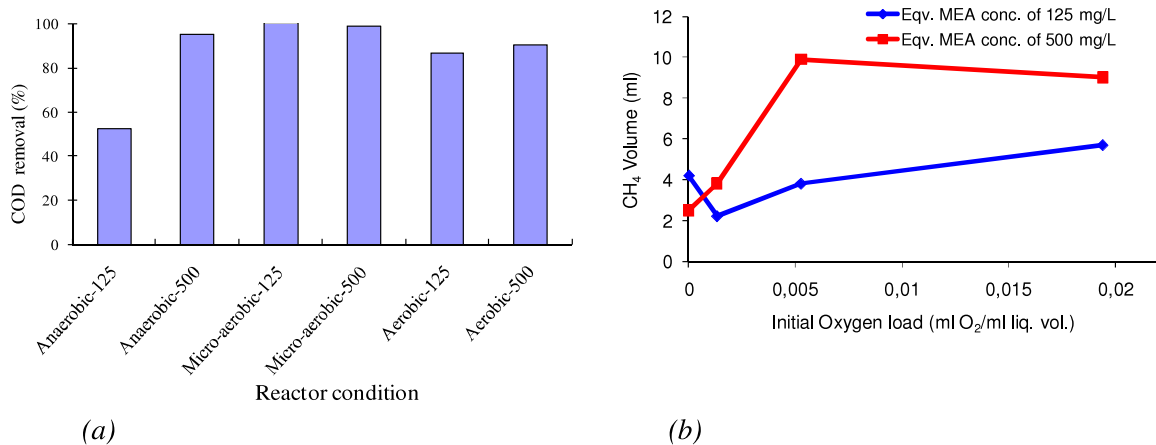 COD removal (%)
100
80
60
40
20
0
Anaerobic-125
Anaerobic-500
Micro-aerobic-125
Micro-aerobic-500
Aerobic-125
Aerobic-500
Reactor condition
(a)
Eqv. MEA conc. of 125 mg/L
Eqv. MEA conc. of 500 mg/L
CH₄ Volume (ml)
12
10
8
6
4
2
0
0
0,005
0,01
0,015
0,02
Initial Oxygen load (ml O₂/ml liq. vol.)
(b)